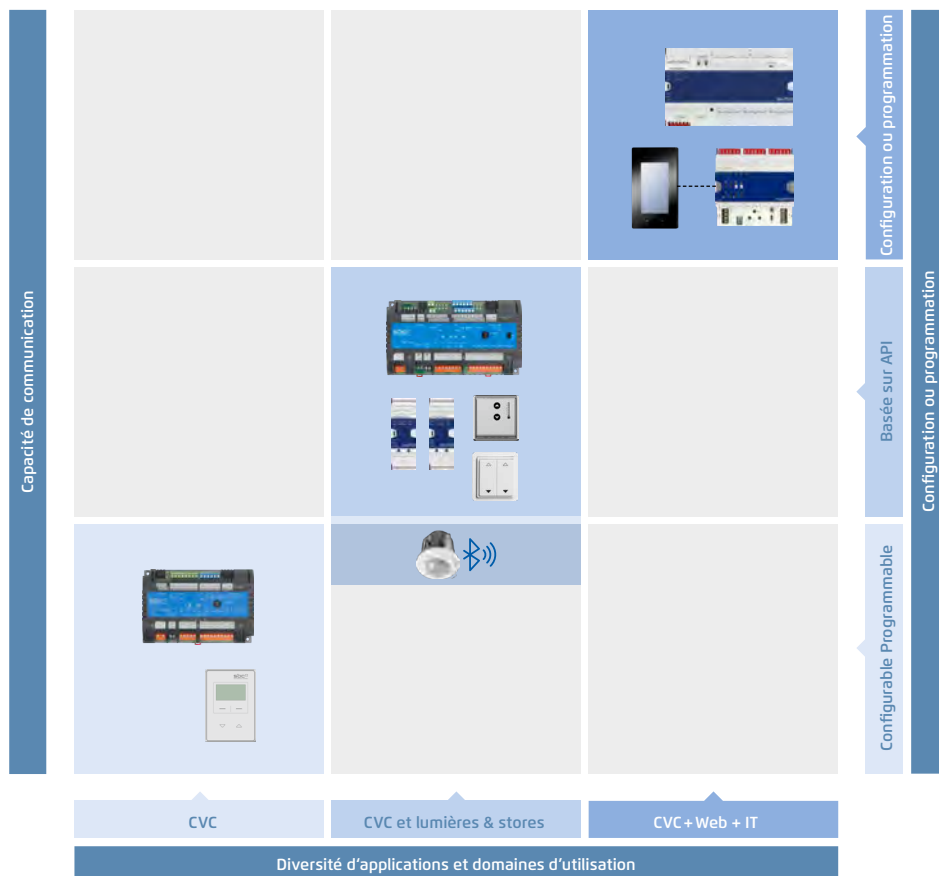 Capacité de communication
Configuration ou programmation
Basée sur API
Configurable Programmable
Configuration ou programmation
CVC
CVC et lumières & stores
CVC+Web + IT
Diversité d'applications et domaines d'utilisation